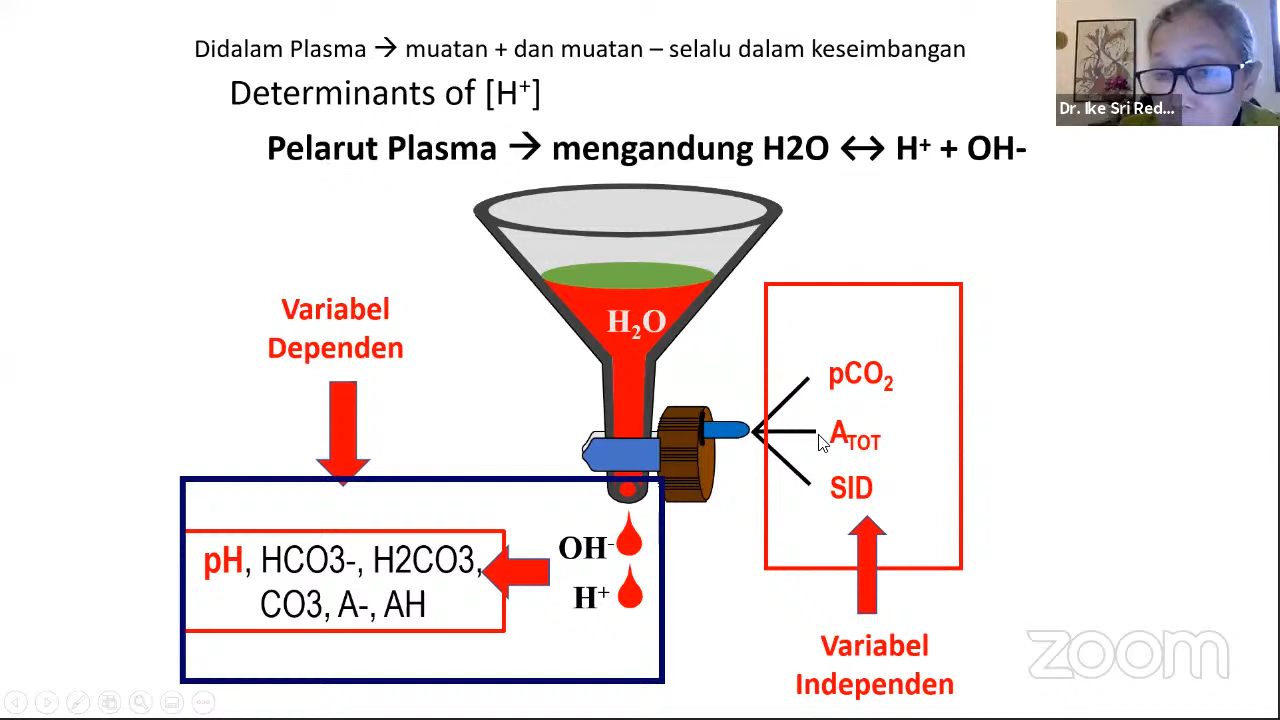 Didalam Plasma → muatan + dan muatan – selalu dalam keseimbangan
Determinants of [H⁺]
Pelarut Plasma → mengandung H2O ↔ H⁺ + OH-
Dr. Ike Sri Red...
H₂O
Variabel
Dependen
pCO₂
A_TOT
SID
OH⁻
H⁺
pH, HCO3-, H2CO3,
CO3, A-, AH
Variabel
Independen
zoom